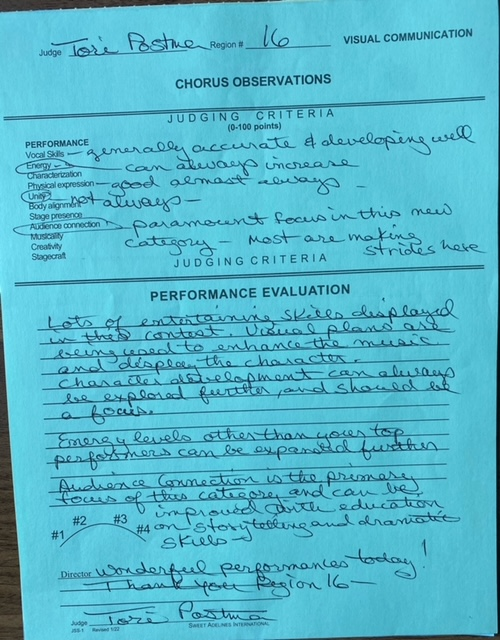 Judge Tori Postma Region # 16 VISUAL COMMUNICATION
CHORUS OBSERVATIONS
JUDGING CRITERIA
(0-100 points)
PERFORMANCE
Vocal Skills - generally accurate & developing well
Energy - can always increase
Characterization
Physical expression - good almost always -
Unity - not always -
Body alignment
Stage presence
Audience connection - paramount focus in this new
Musicality category - Most are making
Creativity strides here
Stagecraft
JUDGING CRITERIA
PERFORMANCE EVALUATION
Lots of entertaining skills displayed
in this contest. Visual plans are
being used to enhance the music
and display the character.
Character development can always
be explored further, and should be
a focus.
Energy levels other than your top
performers can be expanded further
Audience Connection is the primary
focus of this category and can be
improved with education
#1 #2 #3 #4 on storytelling and dramatic
skills -
Director Wonderful performances today!
Thank you Region 16 -
Judge Tori Postma
JSS-1 Revised 1/22 SWEET ADELINES INTERNATIONAL